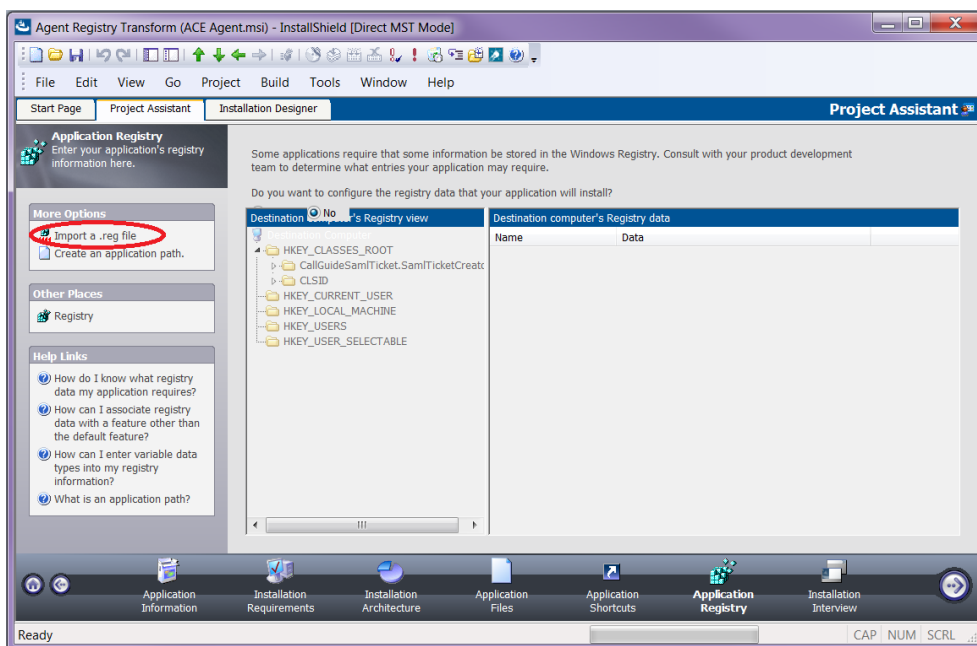 Agent Registry Transform (ACE Agent.msi) - InstallShield [Direct MST Mode]
File Edit View Go Project Build Tools Window Help
Start Page Project Assistant Installation Designer Project Assistant
Application Registry
Enter your application's registry
information here.
More Options
Import a .reg file
Create an application path.
Other Places
Registry
Help Links
How do I know what registry
data my application requires?
How can I associate registry
data with a feature other than
the default feature?
How can I enter variable data
types into my registry
information?
What is an application path?
Some applications require that some information be stored in the Windows Registry. Consult with your product development
team to determine what entries your application may require.
Do you want to configure the registry data that your application will install?
No
Destination computer's Registry view
Destination Computer
HKEY_CLASSES_ROOT
CallGuideSamlTicket.SamlTicketCreato
CLSID
HKEY_CURRENT_USER
HKEY_LOCAL_MACHINE
HKEY_USERS
HKEY_USER_SELECTABLE
Destination computer's Registry data
Name Data
Application
Information
Installation
Requirements
Installation
Architecture
Application
Files
Application
Shortcuts
Application
Registry
Installation
Interview
Ready CAP NUM SCRL